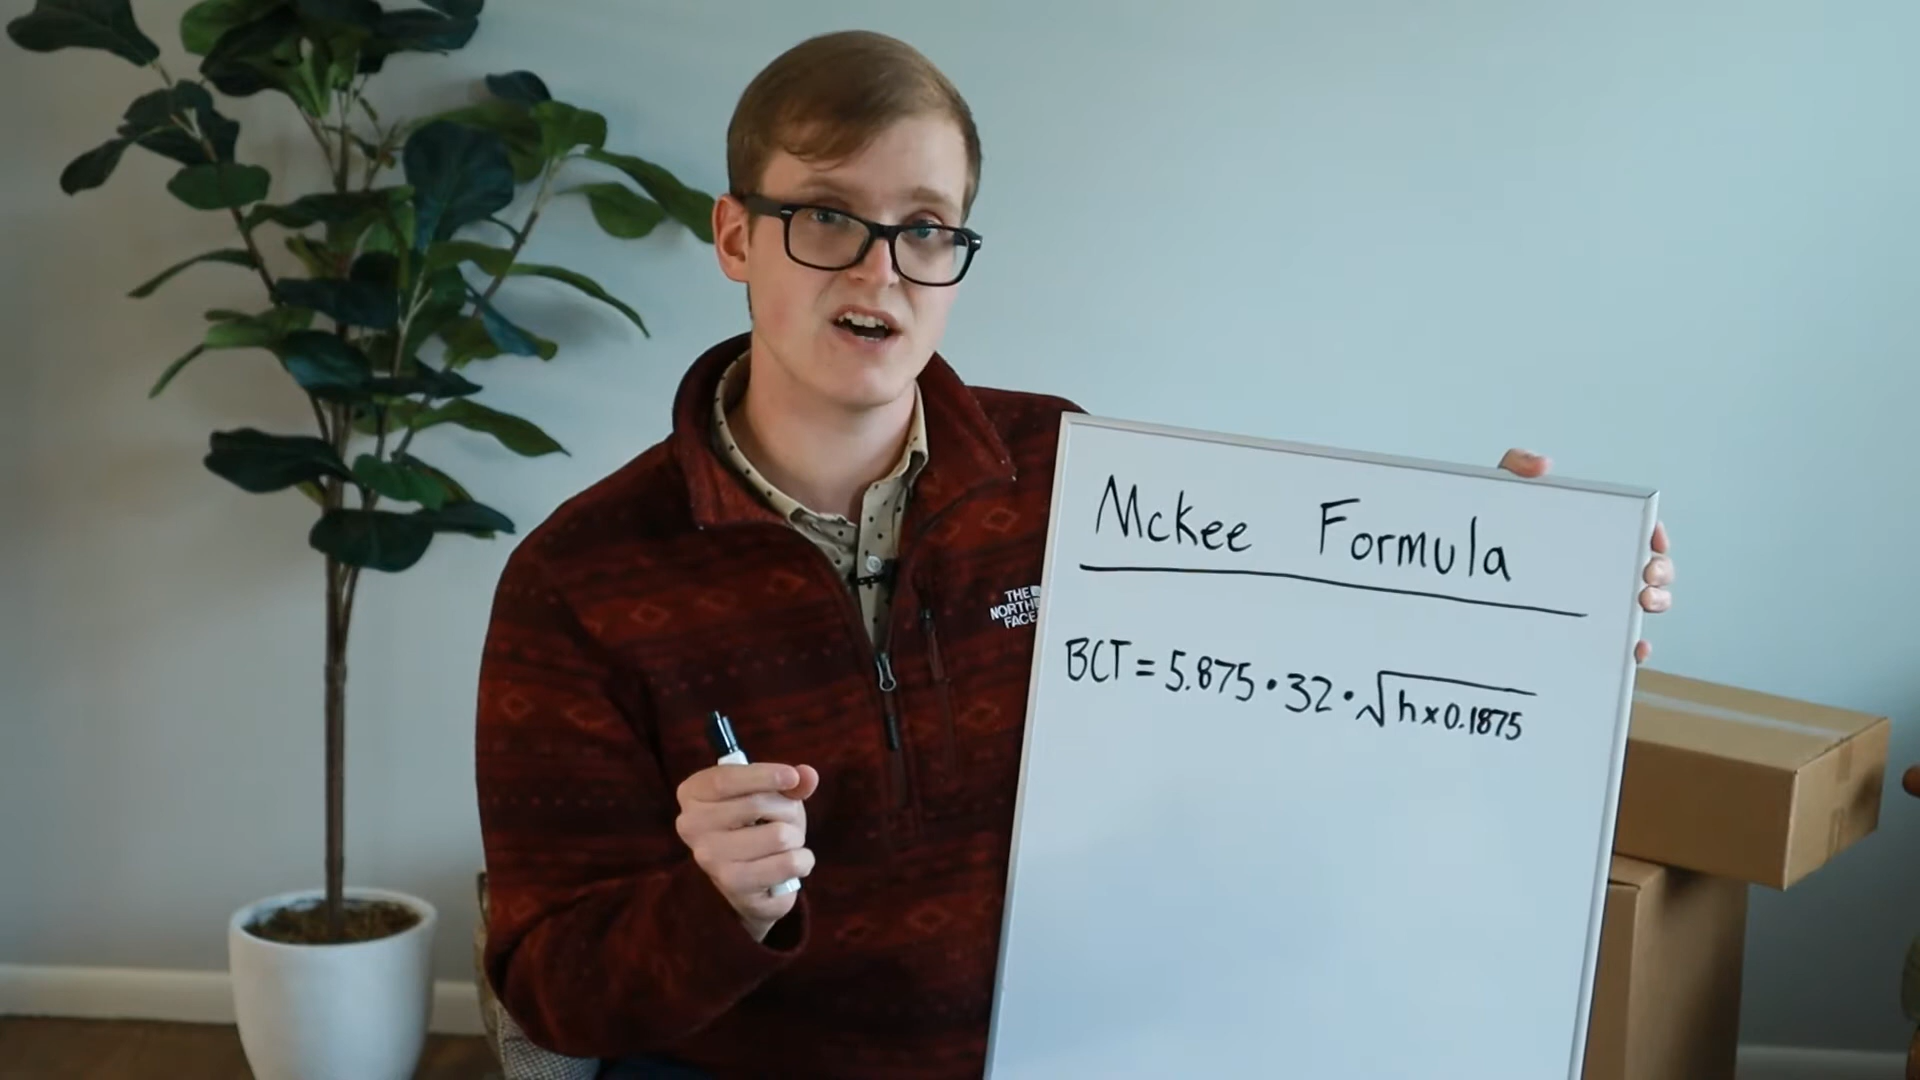 McKee Formula
BCT = 5.875 • 32 • √h x 0.1875
THE
NORTH
FACE